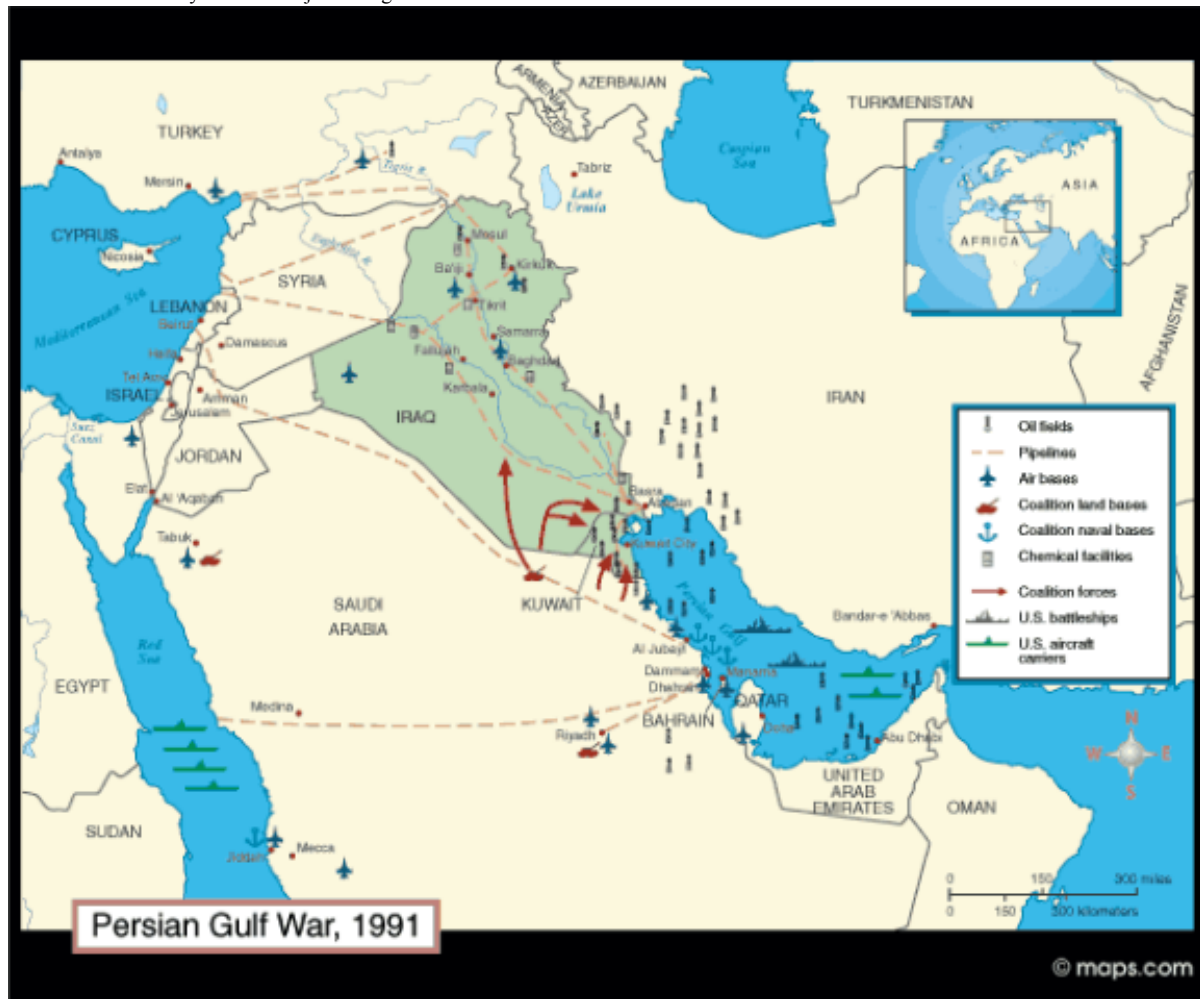 TURKEY
ARMENIA
AZER.
AZERBAIJAN
TURKMENISTAN
Antalya
Mersin
Tigris R.
Tabriz
Lake
Urmia
Caspian
Sea
ASIA
AFRICA
CYPRUS
Nicosia
SYRIA
Euphrates R.
Mosul
Kirkuk
Ba'iji
Tikrit
Mediterranean Sea
LEBANON
Beirut
Damascus
Samarra
Baghdad
Fallujah
Karbala
Haifa
Tel Aviv
ISRAEL
Amman
Jerusalem
IRAQ
IRAN
AFGHANISTAN
Suez
Canal
JORDAN
Elat
Al 'Aqabah
Basra
Abadan
Kuwait City
Tabuk
KUWAIT
SAUDI
ARABIA
Persian Gulf
Bandar-e 'Abbas
Red
Sea
Al Jubayl
Dammam
Manama
Dhahran
QATAR
BAHRAIN
Doha
EGYPT
Medina
Riyadh
Abu Dhabi
UNITED
ARAB
EMIRATES
OMAN
SUDAN
Jiddah
Mecca
Oil fields
Pipelines
Air bases
Coalition land bases
Coalition naval bases
Chemical facilities
Coalition forces
U.S. battleships
U.S. aircraft
carriers
N
W E
S
0 150 300 miles
0 150 300 kilometers
Persian Gulf War, 1991
© maps.com